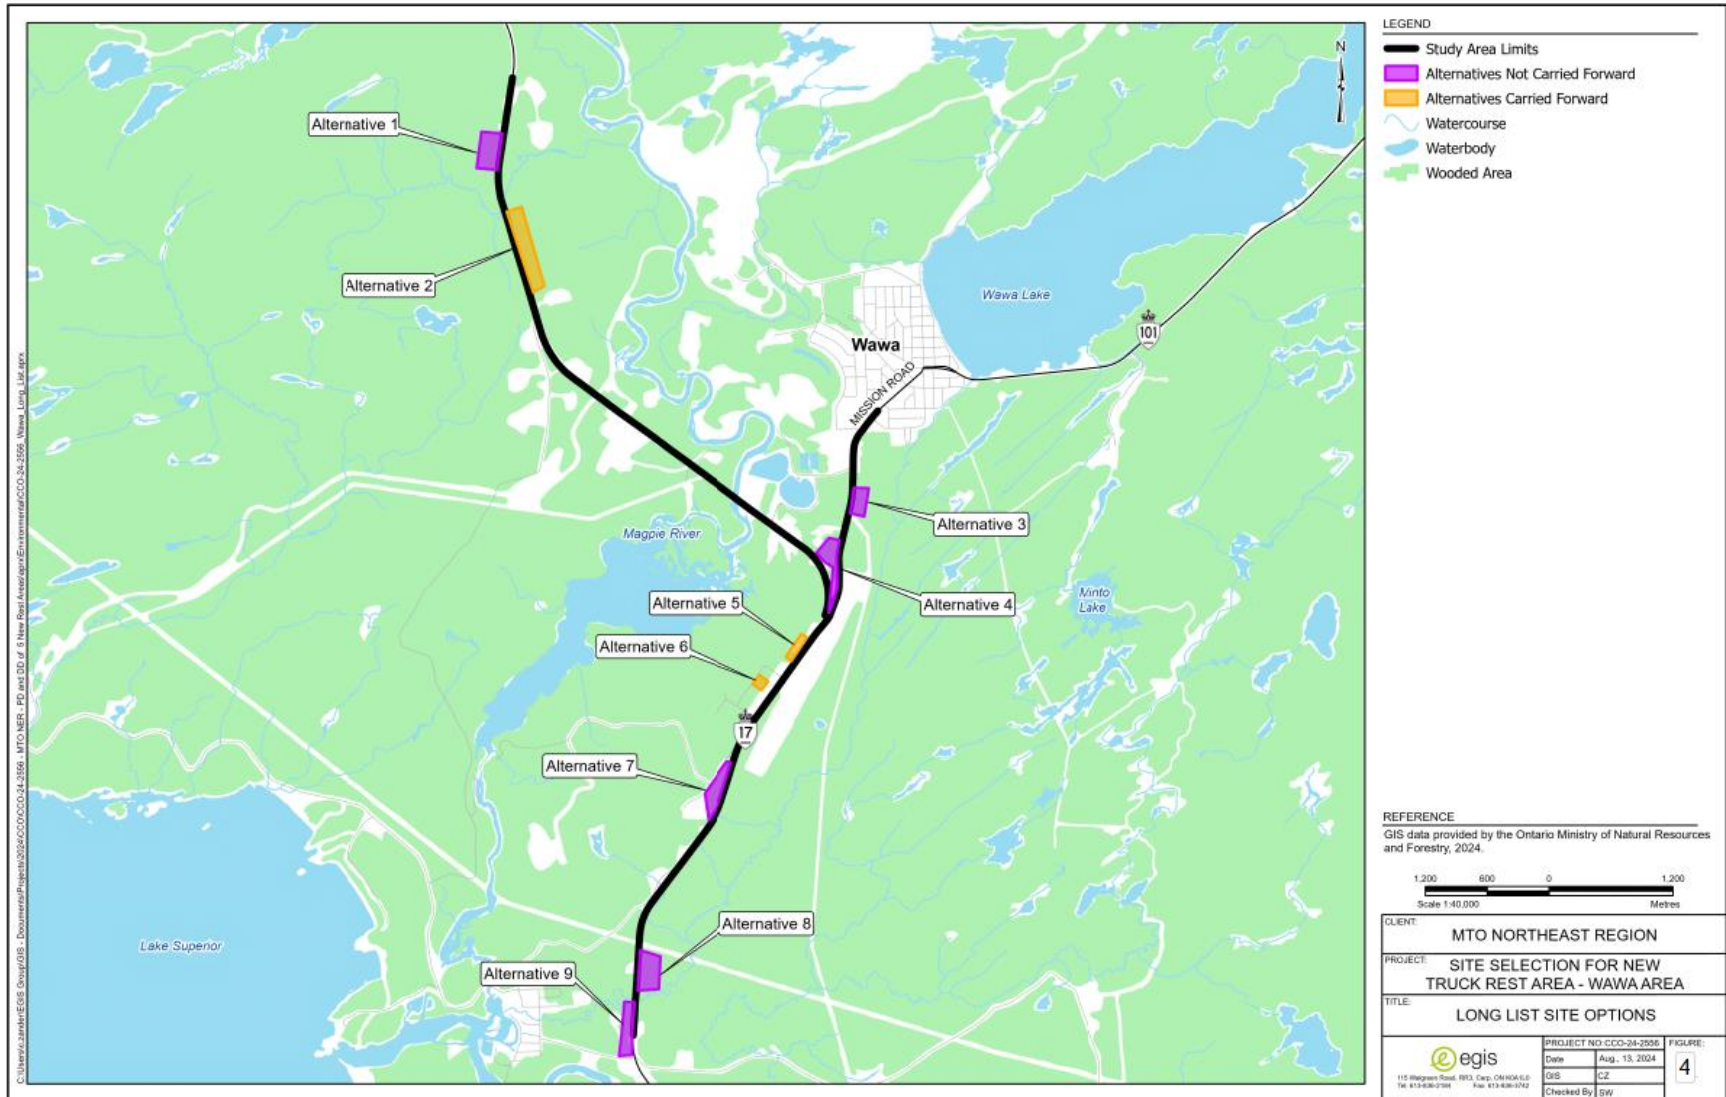 Alternative 1
Alternative 2
Wawa Lake
101
Wawa
MISSION ROAD
Alternative 3
Magpie River
Alternative 5
Alternative 4
Minto
Lake
Alternative 6
17
Alternative 7
Alternative 8
Lake Superior
Alternative 9
N
LEGEND
Study Area Limits
Alternatives Not Carried Forward
Alternatives Carried Forward
Watercourse
Waterbody
Wooded Area
REFERENCE
GIS data provided by the Ontario Ministry of Natural Resources
and Forestry, 2024.
1,200 600 0 1,200
Scale 1:40,000 Metres
CLIENT:
MTO NORTHEAST REGION
PROJECT:
SITE SELECTION FOR NEW
TRUCK REST AREA - WAWA AREA
TITLE:
LONG LIST SITE OPTIONS
egis
PROJECT NO:CCO-24-2556
Date Aug., 13, 2024
GIS CZ
Checked By SW
FIGURE:
4